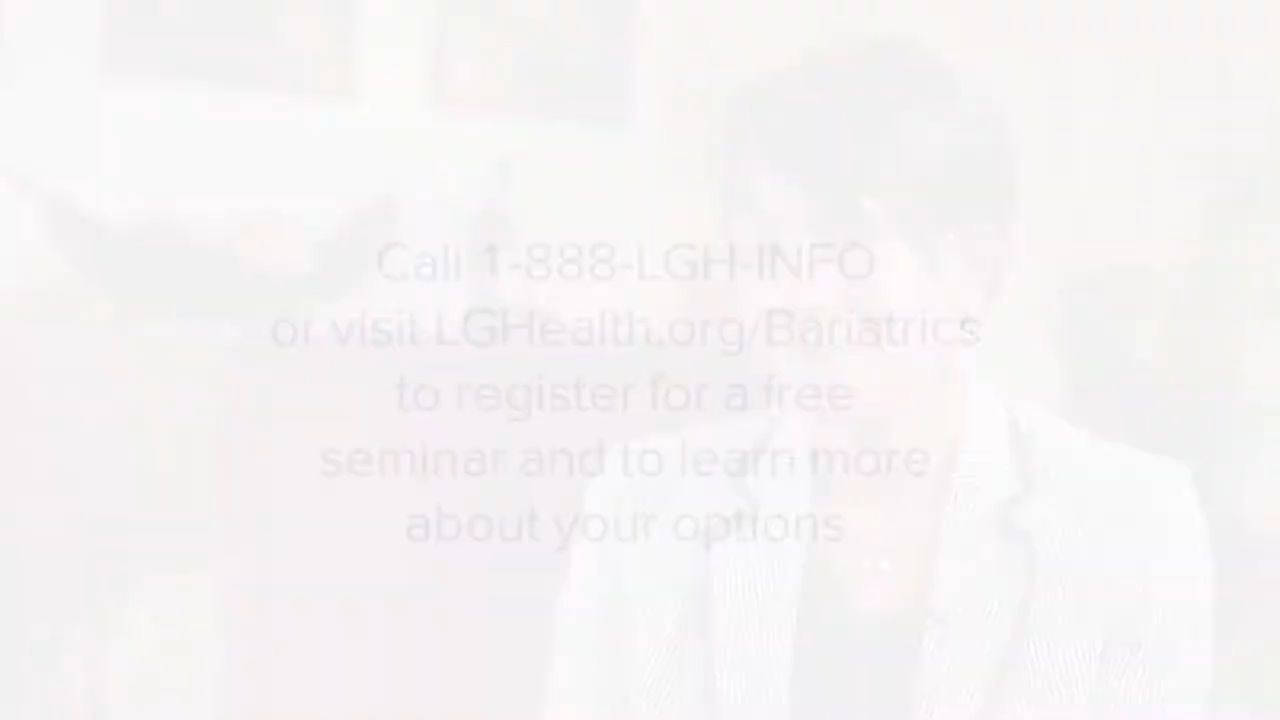 Call 1-888-LGH-INFO
or visit LGHealth.org/Bariatrics
to register for a free
seminar and to learn more
about your options